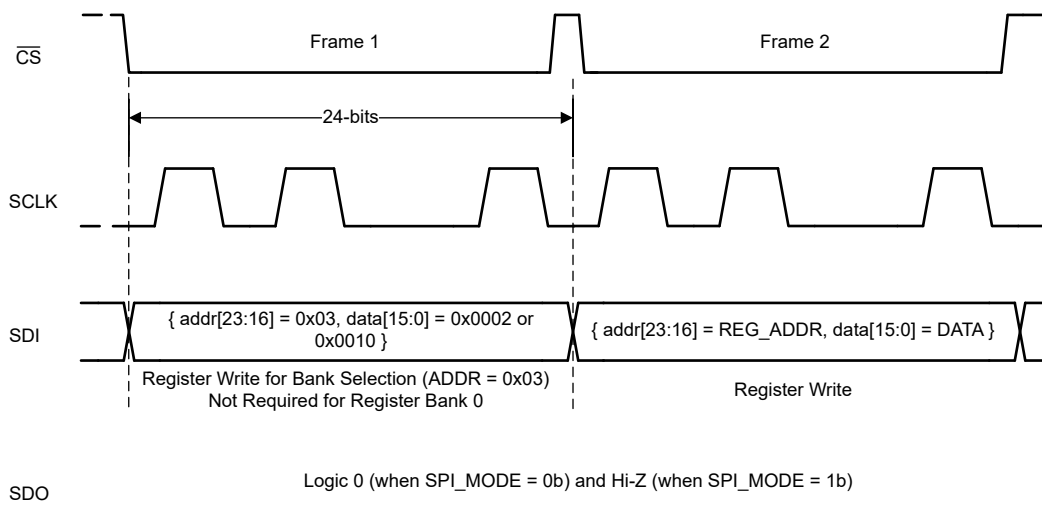 CS
Frame 1
Frame 2
24-bits
SCLK
SDI
{ addr[23:16] = 0x03, data[15:0] = 0x0002 or
0x0010 }
{ addr[23:16] = REG_ADDR, data[15:0] = DATA }
Register Write for Bank Selection (ADDR = 0x03)
Not Required for Register Bank 0
Register Write
SDO
Logic 0 (when SPI_MODE = 0b) and Hi-Z (when SPI_MODE = 1b)